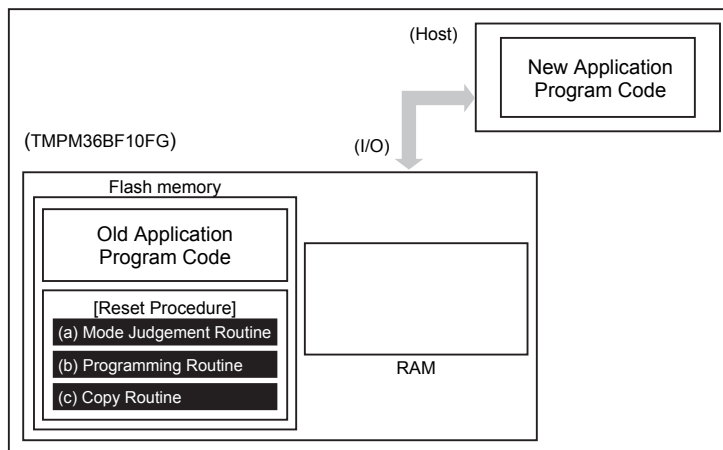 (Host)
New Application
Program Code
(TMPM36BF10FG)
(I/O)
Flash memory
Old Application
Program Code
[Reset Procedure]
(a) Mode Judgement Routine
(b) Programming Routine
(c) Copy Routine
RAM